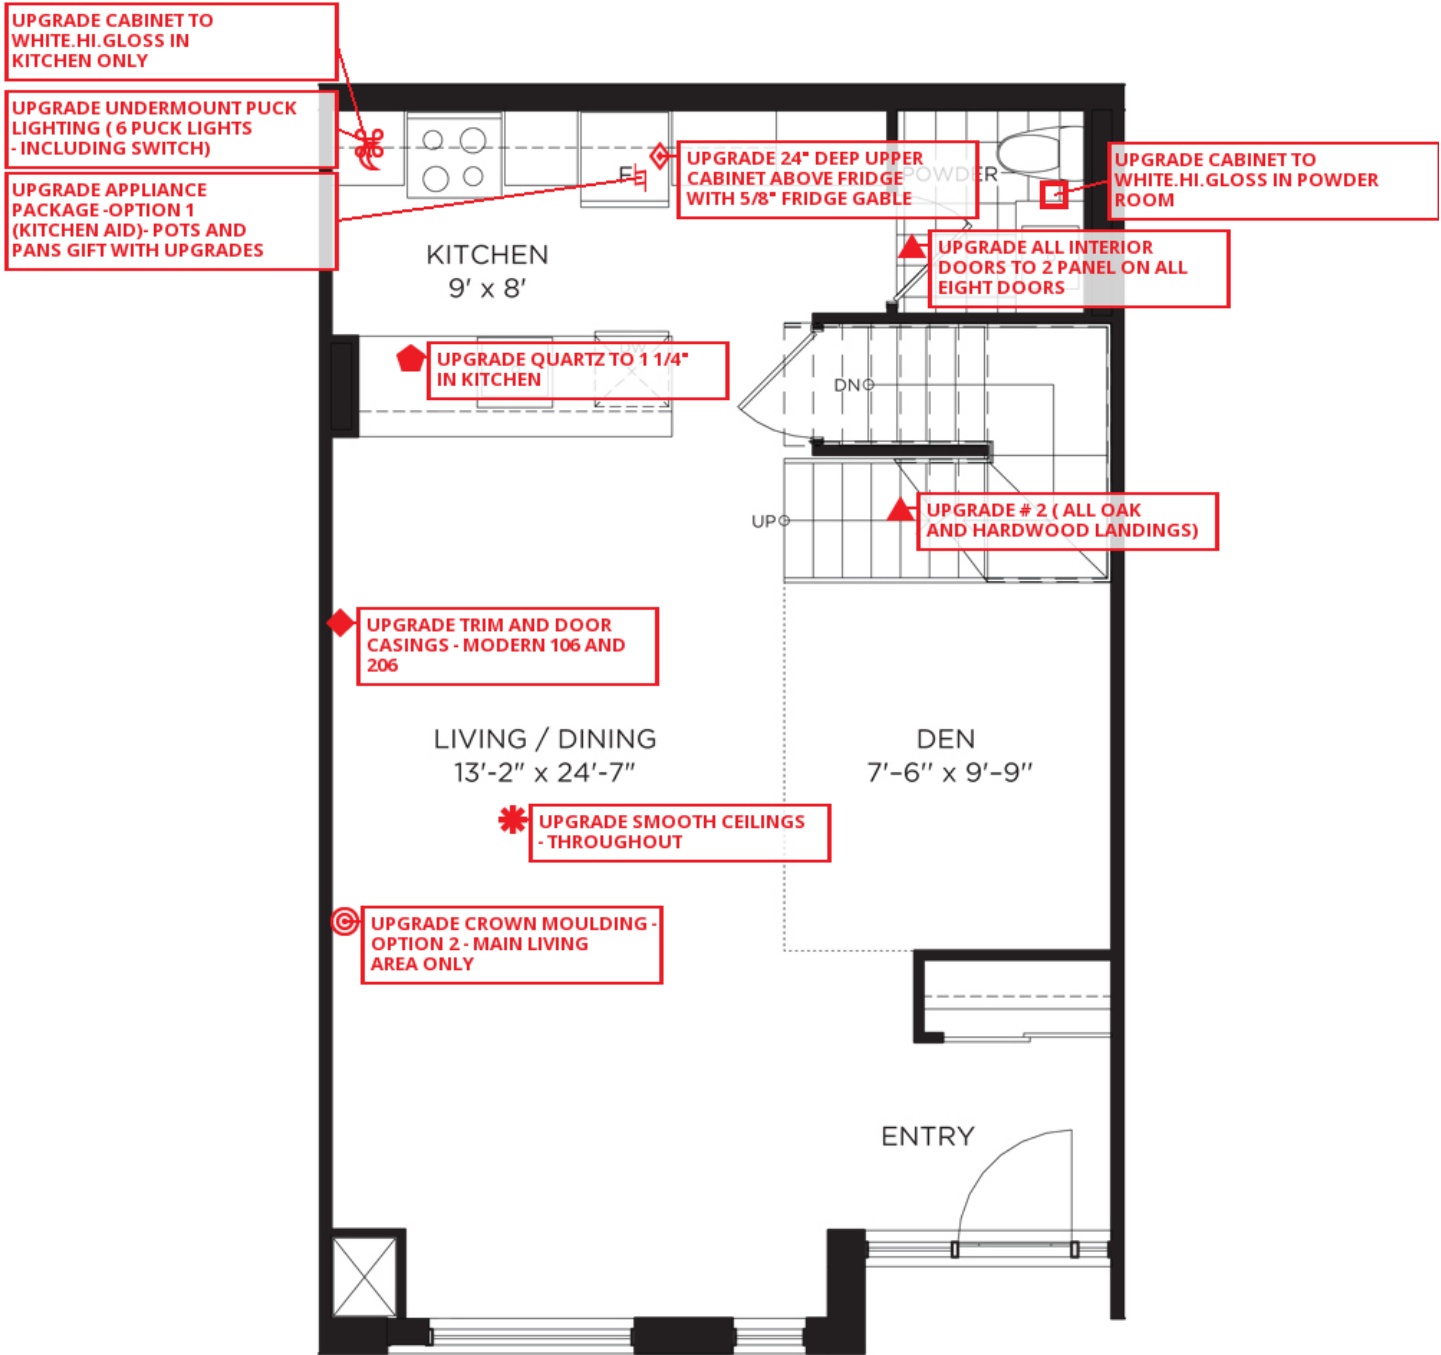 UPGRADE CABINET TO
WHITE.HI.GLOSS IN
KITCHEN ONLY
UPGRADE UNDERMOUNT PUCK
LIGHTING ( 6 PUCK LIGHTS
- INCLUDING SWITCH)
UPGRADE APPLIANCE
PACKAGE -OPTION 1
(KITCHEN AID)- POTS AND
PANS GIFT WITH UPGRADES
UPGRADE 24" DEEP UPPER
CABINET ABOVE FRIDGE
WITH 5/8" FRIDGE GABLE
POWDER
UPGRADE CABINET TO
WHITE.HI.GLOSS IN POWDER
ROOM
UPGRADE ALL INTERIOR
DOORS TO 2 PANEL ON ALL
EIGHT DOORS
KITCHEN
9' x 8'
UPGRADE QUARTZ TO 1 1/4"
IN KITCHEN
DW
DN
UP
UPGRADE # 2 ( ALL OAK
AND HARDWOOD LANDINGS)
UPGRADE TRIM AND DOOR
CASINGS - MODERN 106 AND
206
LIVING / DINING
13'-2" x 24'-7"
DEN
7'-6" x 9'-9"
UPGRADE SMOOTH CEILINGS
- THROUGHOUT
UPGRADE CROWN MOULDING -
OPTION 2 - MAIN LIVING
AREA ONLY
ENTRY